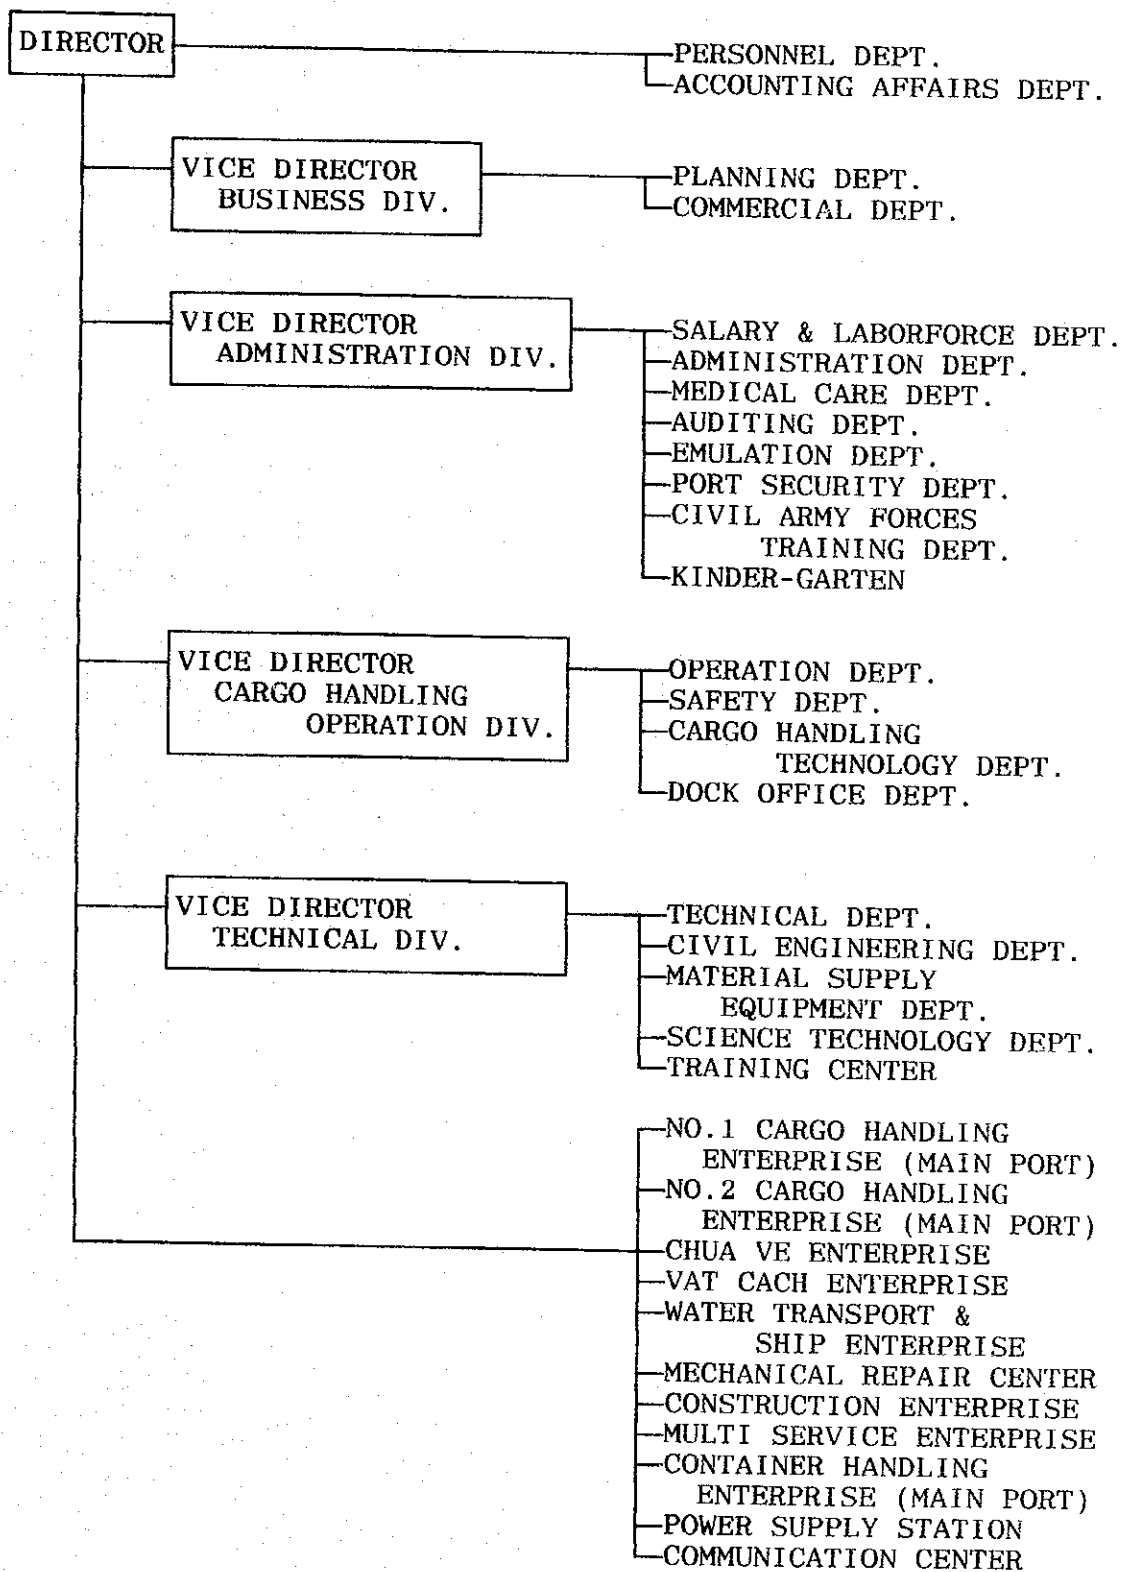 DIRECTOR
PERSONNEL DEPT.
ACCOUNTING AFFAIRS DEPT.
VICE DIRECTOR
BUSINESS DIV.
PLANNING DEPT.
COMMERCIAL DEPT.
VICE DIRECTOR
ADMINISTRATION DIV.
SALARY & LABORFORCE DEPT.
ADMINISTRATION DEPT.
MEDICAL CARE DEPT.
AUDITING DEPT.
EMULATION DEPT.
PORT SECURITY DEPT.
CIVIL ARMY FORCES
TRAINING DEPT.
KINDER-GARTEN
VICE DIRECTOR
CARGO HANDLING
OPERATION DIV.
OPERATION DEPT.
SAFETY DEPT.
CARGO HANDLING
TECHNOLOGY DEPT.
DOCK OFFICE DEPT.
VICE DIRECTOR
TECHNICAL DIV.
TECHNICAL DEPT.
CIVIL ENGINEERING DEPT.
MATERIAL SUPPLY
EQUIPMENT DEPT.
SCIENCE TECHNOLOGY DEPT.
TRAINING CENTER
NO.1 CARGO HANDLING
ENTERPRISE (MAIN PORT)
NO.2 CARGO HANDLING
ENTERPRISE (MAIN PORT)
CHUA VE ENTERPRISE
VAT CACH ENTERPRISE
WATER TRANSPORT &
SHIP ENTERPRISE
MECHANICAL REPAIR CENTER
CONSTRUCTION ENTERPRISE
MULTI SERVICE ENTERPRISE
CONTAINER HANDLING
ENTERPRISE (MAIN PORT)
POWER SUPPLY STATION
COMMUNICATION CENTER